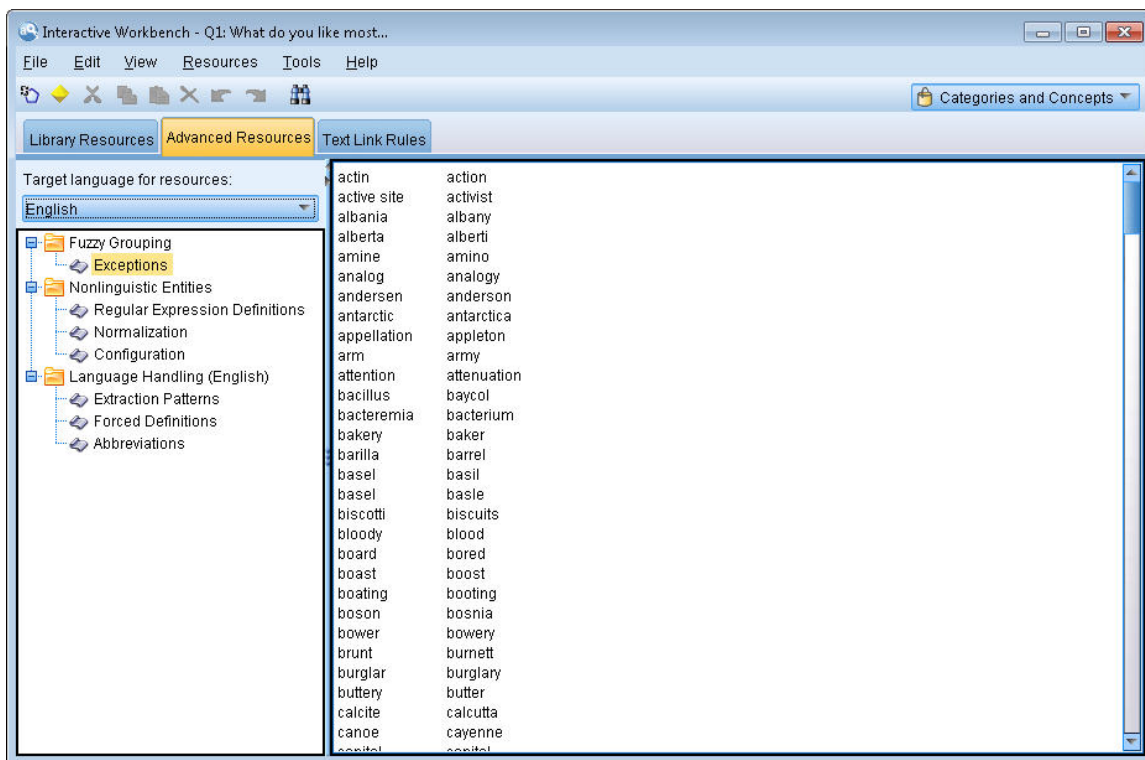 Interactive Workbench - Q1: What do you like most...
File Edit View Resources Tools Help
Categories and Concepts
Library Resources Advanced Resources Text Link Rules
Target language for resources:
English
Fuzzy Grouping
Exceptions
Nonlinguistic Entities
Regular Expression Definitions
Normalization
Configuration
Language Handling (English)
Extraction Patterns
Forced Definitions
Abbreviations
actin action
active site activist
albania albany
alberta alberti
amine amino
analog analogy
andersen anderson
antarctic antarctica
appellation appleton
arm army
attention attenuation
bacillus baycol
bacteremia bacterium
bakery baker
barilla barrel
basel basil
basel basle
biscotti biscuits
bloody blood
board bored
boast boost
boating booting
boson bosnia
bower bowery
brunt burnett
burglar burglary
buttery butter
calcite calcutta
canoe cayenne